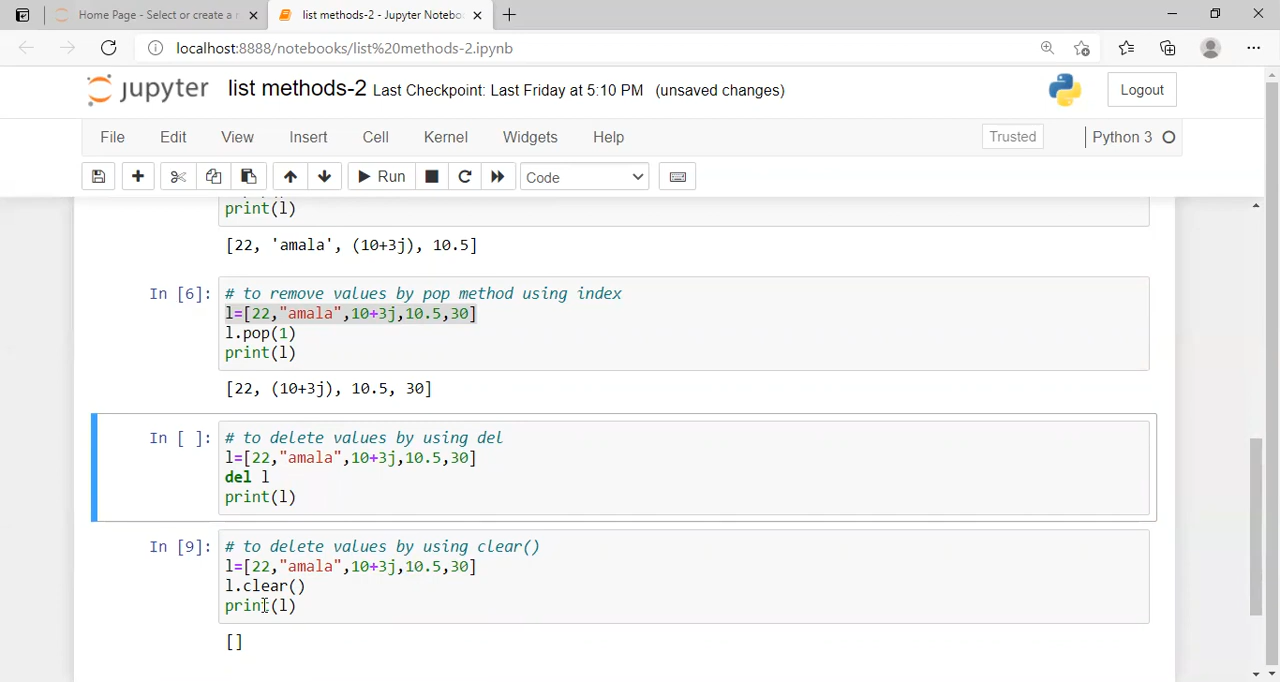 Home Page - Select or create a
list methods-2 - Jupyter Notebo
localhost:8888/notebooks/list%20methods-2.ipynb
jupyter list methods-2 Last Checkpoint: Last Friday at 5:10 PM (unsaved changes) Logout
File Edit View Insert Cell Kernel Widgets Help Trusted Python 3
Run Code
print(l)
[22, 'amala', (10+3j), 10.5]
In [6]: # to remove values by pop method using index
l=[22,"amala",10+3j,10.5,30]
l.pop(1)
print(l)
[22, (10+3j), 10.5, 30]
In [ ]: # to delete values by using del
l=[22,"amala",10+3j,10.5,30]
del l
print(l)
In [9]: # to delete values by using clear()
l=[22,"amala",10+3j,10.5,30]
l.clear()
print(l)
[]